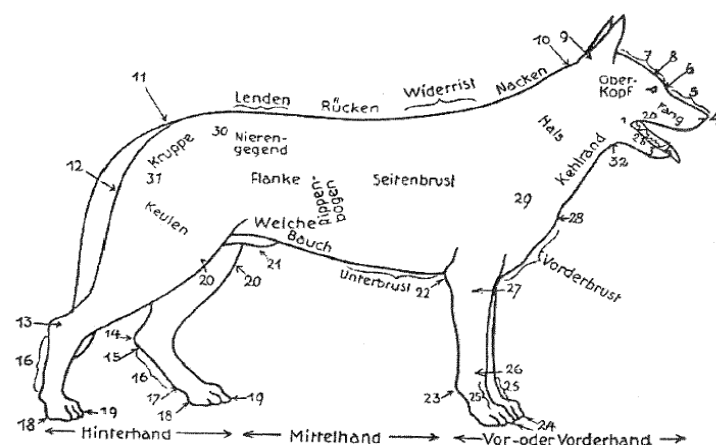 9
10
7
8
6
5
4
11
Lenden
Rücken
Widerrist
Nacken
Ober-
Kopf
Fang
30
Nieren-
gegend
Hals
Kruppe
12
31
Flanke
Rippen-
bogen
Seitenbrust
Kehlrand
32
29
28
Keulen
Welche
Bauch
21
20
20
Unterbrust
22
Vorderbrust
27
13
14
15
16
16
17
18
19
18
19
26
23
25
25
24
Hinterhand
Mittelhand
Vor-oder Vorderhand